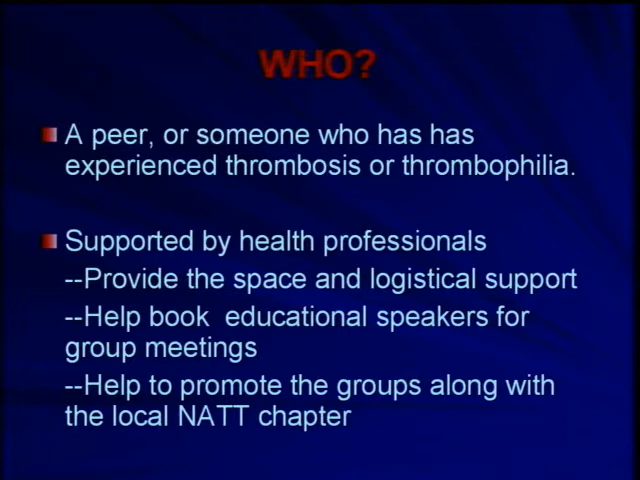 WHO?
A peer, or someone who has has
experienced thrombosis or thrombophilia.
Supported by health professionals
--Provide the space and logistical support
--Help book  educational speakers for
group meetings
--Help to promote the groups along with
the local NATT chapter